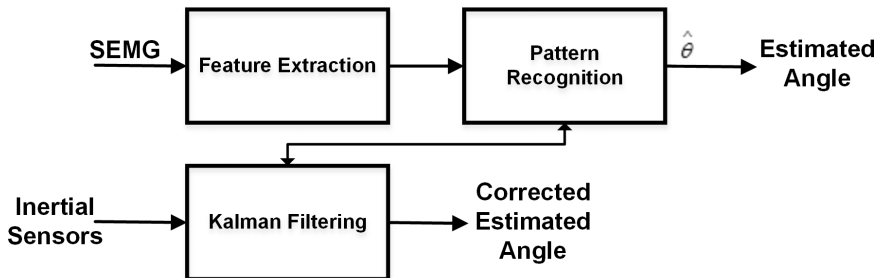 SEMG
Feature Extraction
Pattern
Recognition
θ̂
Estimated
Angle
Inertial
Sensors
Kalman Filtering
Corrected
Estimated
Angle